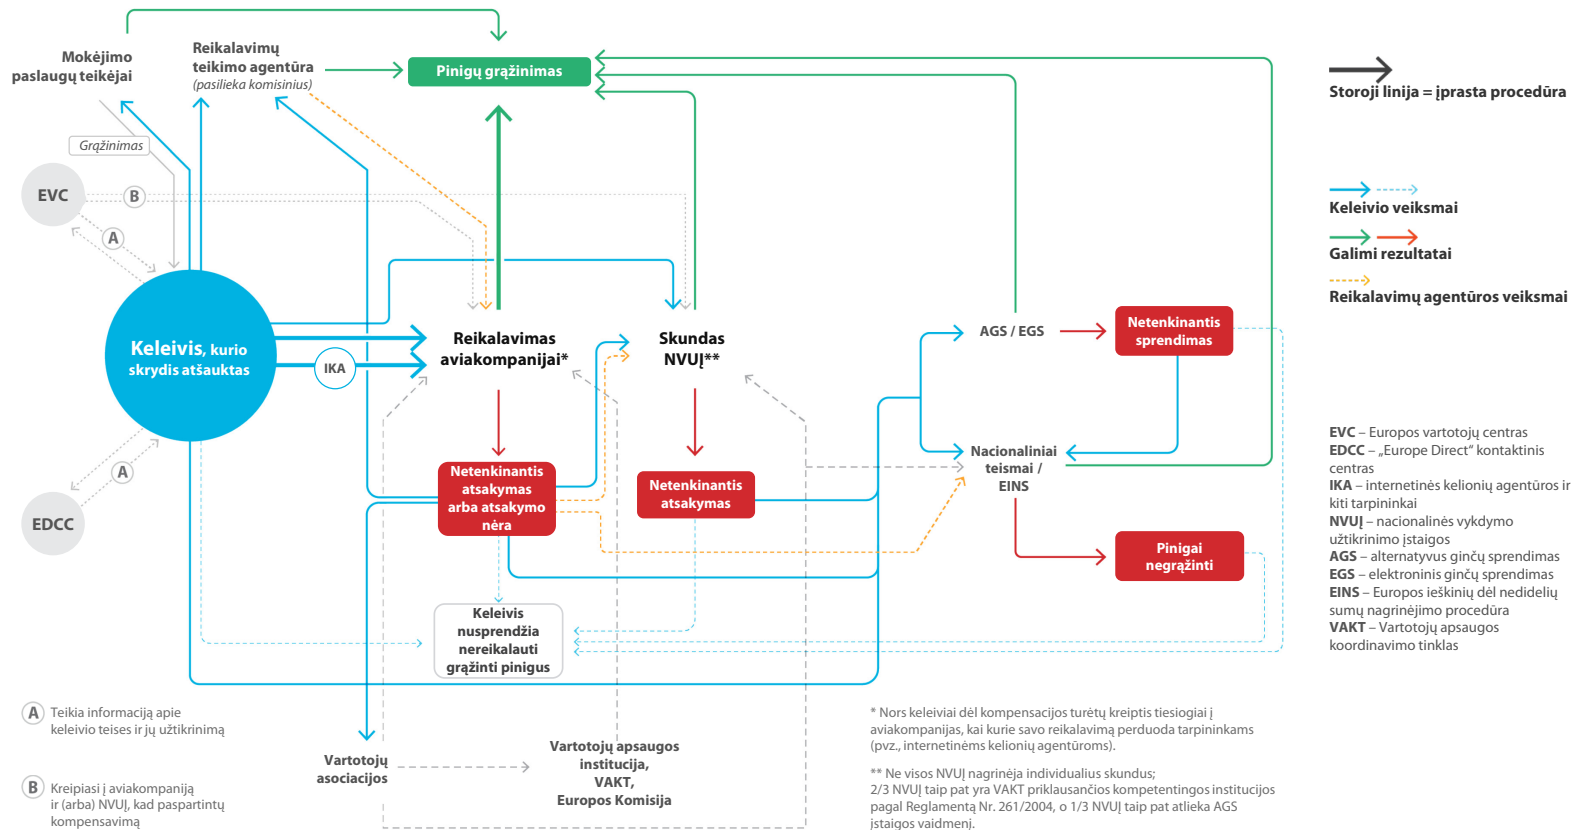 Mokėjimo
paslaugų teikėjai
Reikalavimų
teikimo agentūra
(pasilieka komisinius)
Pinigų grąžinimas
Grąžinimas
EVC
B
A
Keleivis, kurio
skrydis atšauktas
IKA
A
EDCC
Reikalavimas
aviakompanijai*
Skundas
NVUĮ**
AGS / EGS
Netenkinantis
sprendimas
Netenkinantis
atsakymas
arba atsakymo
nėra
Netenkinantis
atsakymas
Nacionaliniai
teismai /
EINS
Pinigai
negrąžinti
Keleivis
nusprendžia
nereikalauti
grąžinti pinigus
Vartotojų
asociacijos
Vartotojų apsaugos
institucija,
VAKT,
Europos Komisija
Storoji linija = įprasta procedūra
Keleivio veiksmai
Galimi rezultatai
Reikalavimų agentūros veiksmai
EVC – Europos vartotojų centras
EDCC – „Europe Direct“ kontaktinis
centras
IKA – internetinės kelionių agentūros ir
kiti tarpininkai
NVUĮ – nacionalinės vykdymo
užtikrinimo įstaigos
AGS – alternatyvus ginčų sprendimas
EGS – elektroninis ginčų sprendimas
EINS – Europos ieškinių dėl nedidelių
sumų nagrinėjimo procedūra
VAKT – Vartotojų apsaugos
koordinavimo tinklas
A Teikia informaciją apie
keleivio teises ir jų užtikrinimą
B Kreipiasi į aviakompaniją
ir (arba) NVUĮ, kad paspartintų
kompensavimą
* Nors keleiviai dėl kompensacijos turėtų kreiptis tiesiogiai į
aviakompanijas, kai kurie savo reikalavimą perduoda tarpininkams
(pvz., internetinėms kelionių agentūroms).
** Ne visos NVUĮ nagrinėja individualius skundus;
2/3 NVUĮ taip pat yra VAKT priklausančios kompetentingos institucijos
pagal Reglamentą Nr. 261/2004, o 1/3 NVUĮ taip pat atlieka AGS
įstaigos vaidmenį.